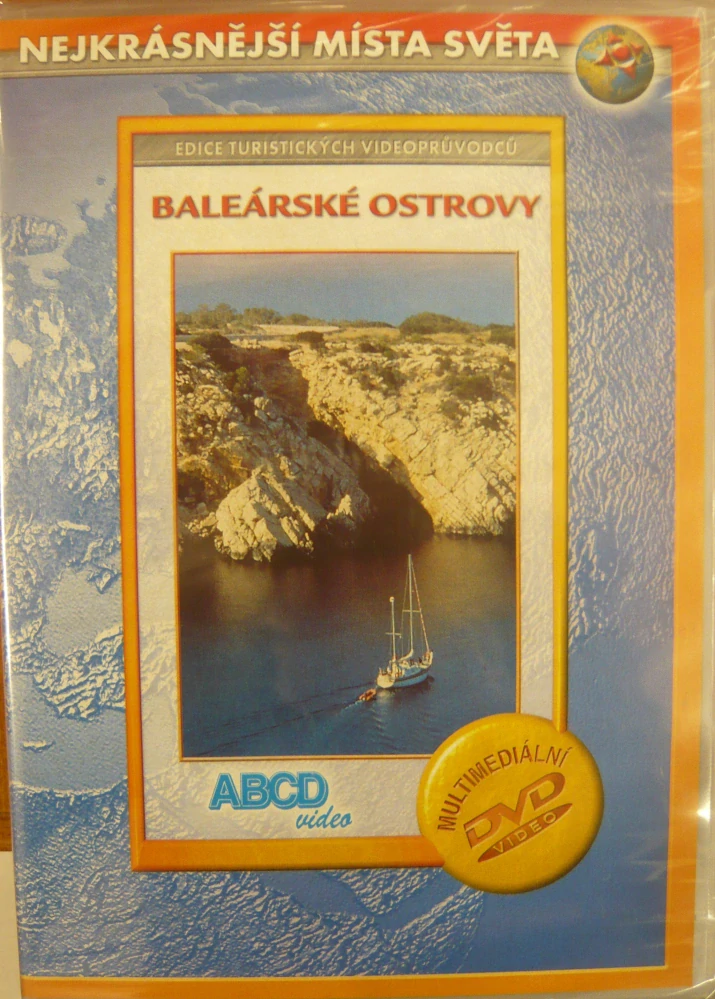 NEJKRÁSNĚJŠÍ MÍSTA SVĚTA
EDICE TURISTICKÝCH VIDEOPRŮVODCŮ
BALEÁRSKÉ OSTROVY
ABCD
video
MULTIMEDIÁLNÍ
DVD
VIDEO